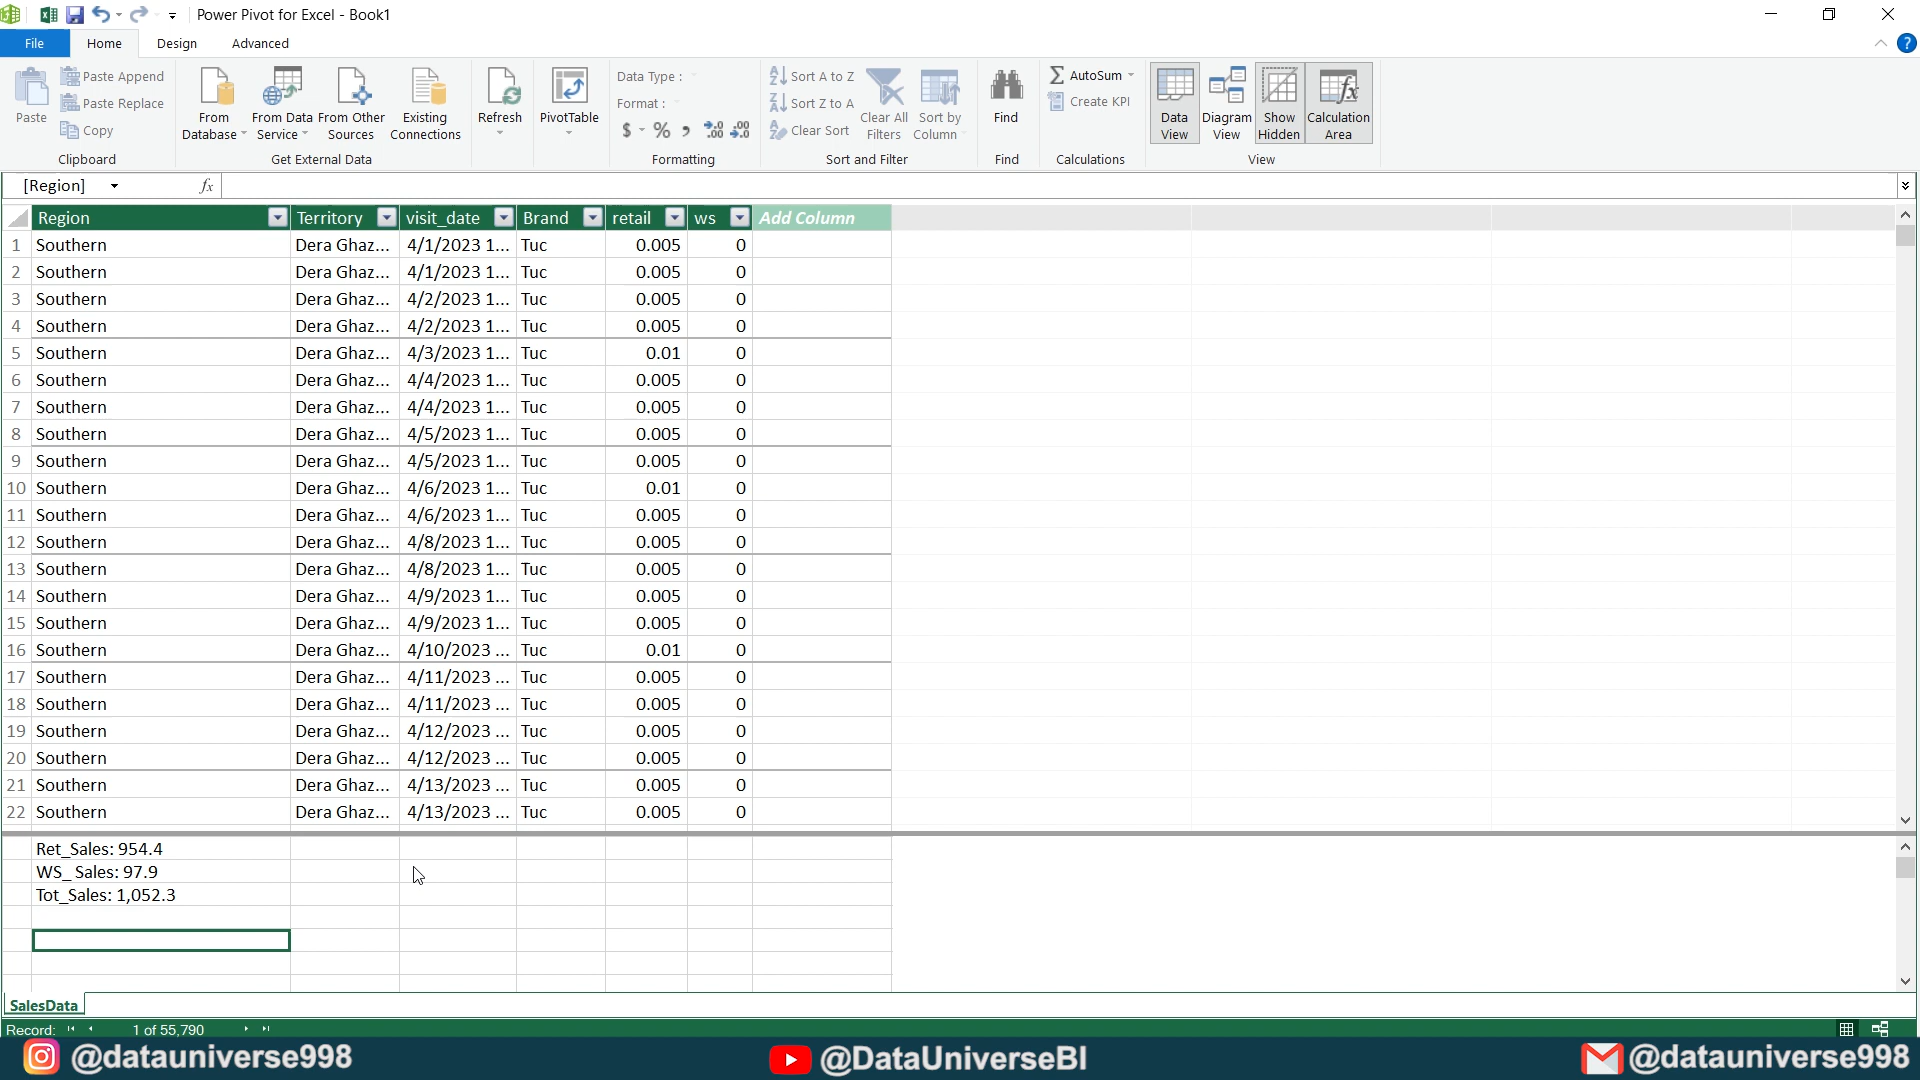 Power Pivot for Excel - Book1
File Home Design Advanced
Paste
Paste Append
Paste Replace
Copy
Clipboard
From Database
From Data Service
From Other Sources
Existing Connections
Get External Data
Refresh
PivotTable
Data Type :
Format :
$ % ,
Formatting
Sort A to Z
Sort Z to A
Clear Sort
Clear All Filters
Sort by Column
Sort and Filter
Find
Find
AutoSum
Create KPI
Calculations
Data View
Diagram View
Show Hidden
Calculation Area
View
[Region] fx
Region Territory visit_date Brand retail ws Add Column
1 Southern Dera Ghaz... 4/1/2023 1... Tuc 0.005 0
2 Southern Dera Ghaz... 4/1/2023 1... Tuc 0.005 0
3 Southern Dera Ghaz... 4/2/2023 1... Tuc 0.005 0
4 Southern Dera Ghaz... 4/2/2023 1... Tuc 0.005 0
5 Southern Dera Ghaz... 4/3/2023 1... Tuc 0.01 0
6 Southern Dera Ghaz... 4/4/2023 1... Tuc 0.005 0
7 Southern Dera Ghaz... 4/4/2023 1... Tuc 0.005 0
8 Southern Dera Ghaz... 4/5/2023 1... Tuc 0.005 0
9 Southern Dera Ghaz... 4/5/2023 1... Tuc 0.005 0
10 Southern Dera Ghaz... 4/6/2023 1... Tuc 0.01 0
11 Southern Dera Ghaz... 4/6/2023 1... Tuc 0.005 0
12 Southern Dera Ghaz... 4/8/2023 1... Tuc 0.005 0
13 Southern Dera Ghaz... 4/8/2023 1... Tuc 0.005 0
14 Southern Dera Ghaz... 4/9/2023 1... Tuc 0.005 0
15 Southern Dera Ghaz... 4/9/2023 1... Tuc 0.005 0
16 Southern Dera Ghaz... 4/10/2023 ... Tuc 0.01 0
17 Southern Dera Ghaz... 4/11/2023 ... Tuc 0.005 0
18 Southern Dera Ghaz... 4/11/2023 ... Tuc 0.005 0
19 Southern Dera Ghaz... 4/12/2023 ... Tuc 0.005 0
20 Southern Dera Ghaz... 4/12/2023 ... Tuc 0.005 0
21 Southern Dera Ghaz... 4/13/2023 ... Tuc 0.005 0
22 Southern Dera Ghaz... 4/13/2023 ... Tuc 0.005 0
Ret_Sales: 954.4
WS_ Sales: 97.9
Tot_Sales: 1,052.3
SalesData
Record: 1 of 55,790
@datauniverse998 @DataUniverseBI @datauniverse998